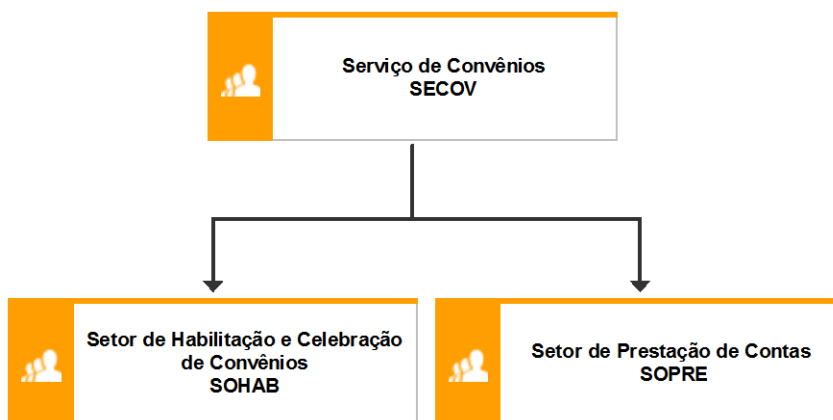 Serviço de Convênios
SECOV
Setor de Habilitação e Celebração
de Convênios
SOHAB
Setor de Prestação de Contas
SOPRE